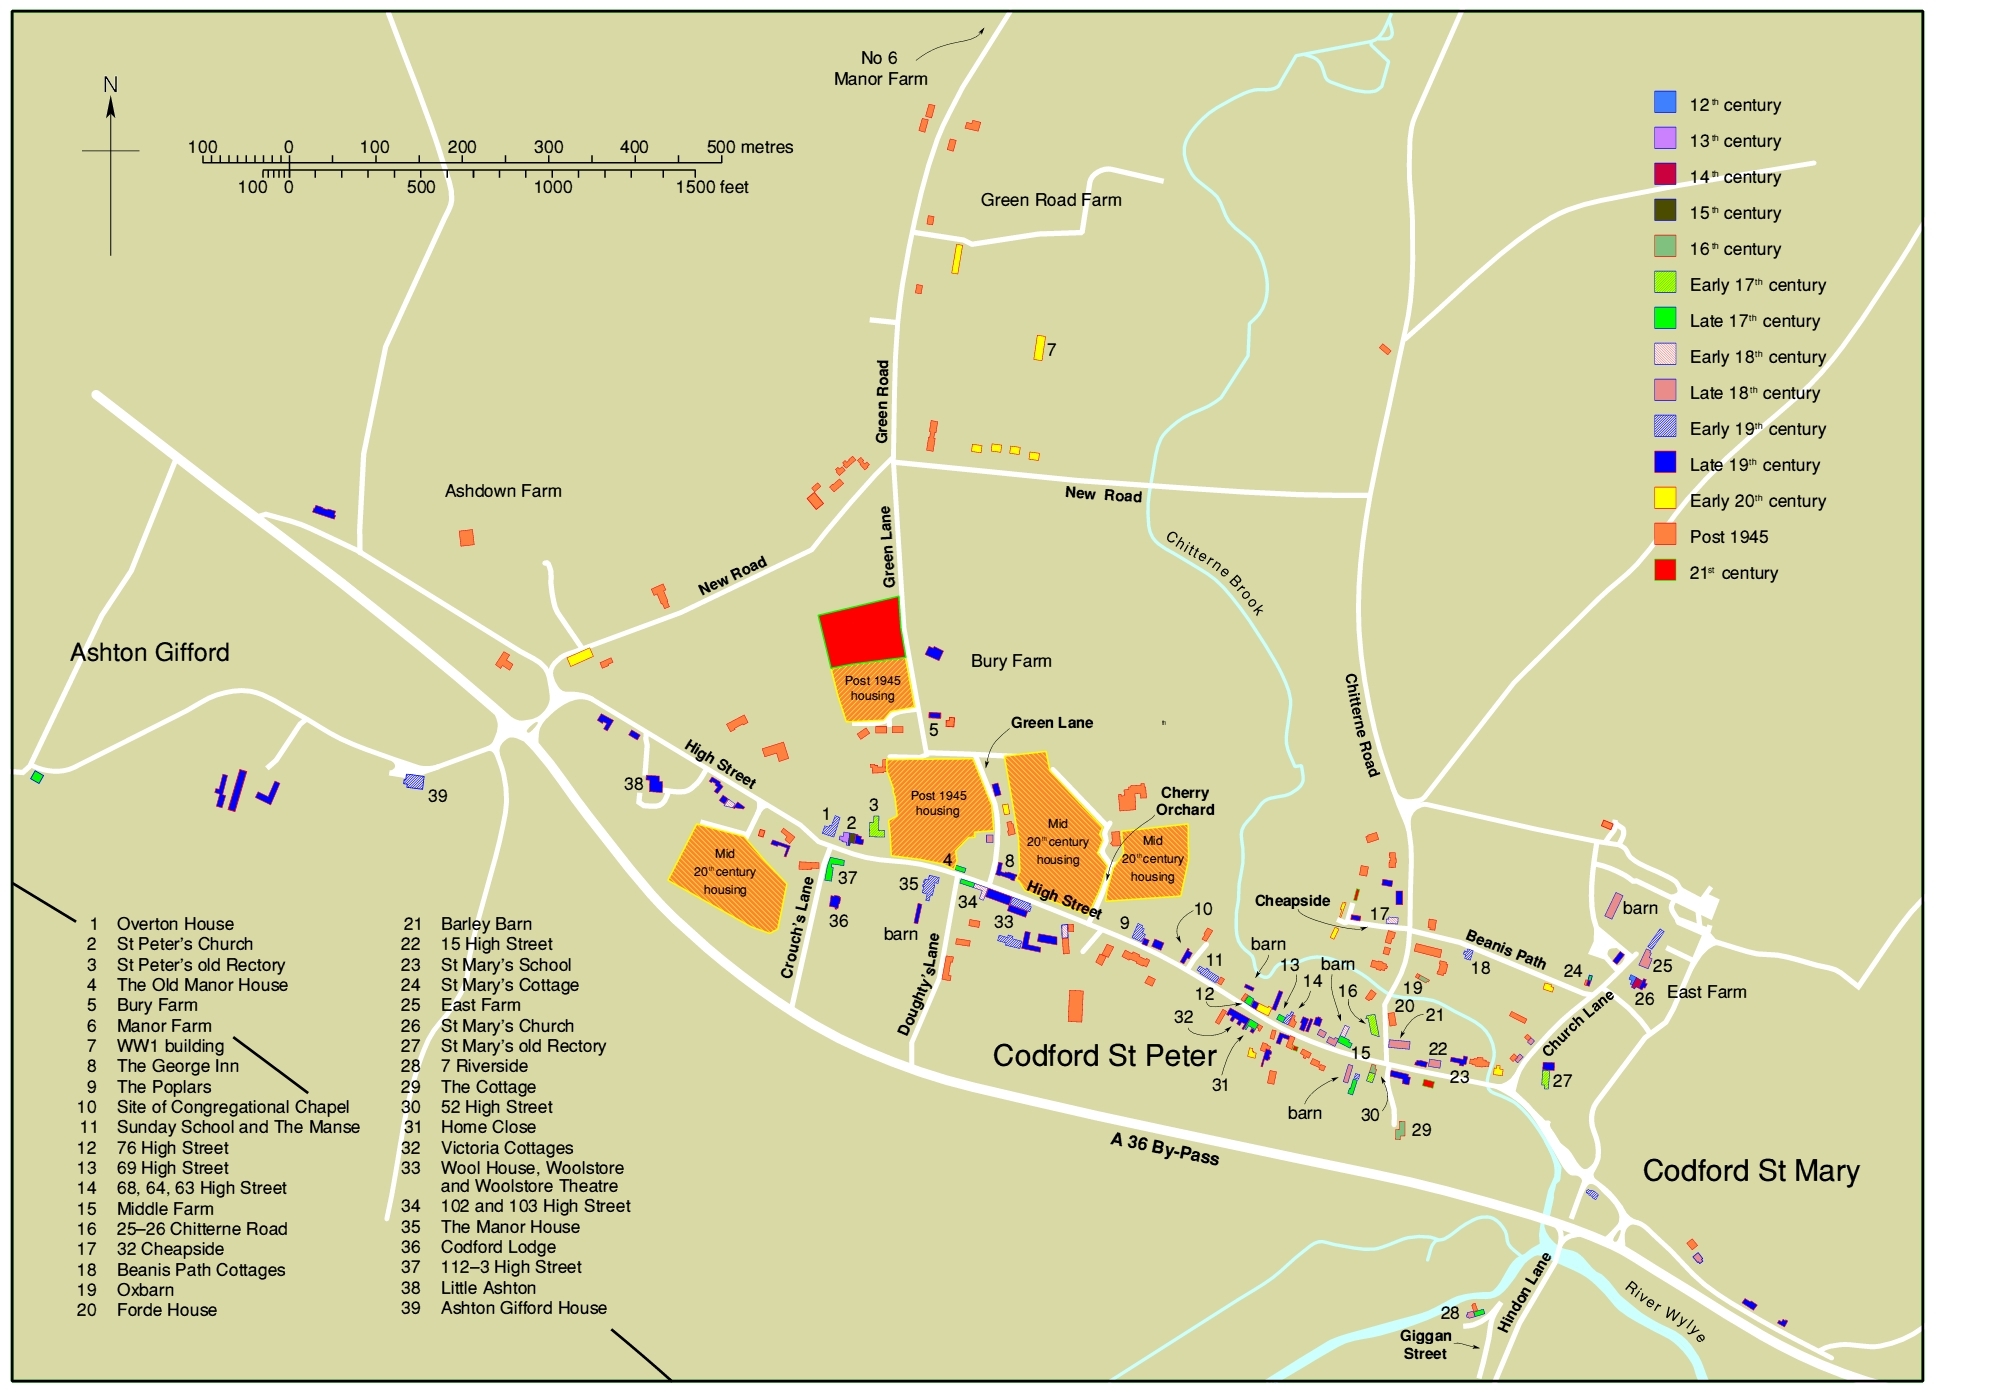 No 6
Manor Farm
N
100 0 100 200 300 400 500 metres
100 0 500 1000 1500 feet
Green Road Farm
12th century
13th century
14th century
15th century
16th century
Early 17th century
Late 17th century
Early 18th century
Late 18th century
Early 19th century
Late 19th century
Early 20th century
Post 1945
21st century
7
Green Road
Ashdown Farm
New Road
Green Lane
Chitterne Brook
New Road
Ashton Gifford
Bury Farm
Post 1945
housing
5
Green Lane
th
Chitterne Road
High Street
38
39
Cherry
Orchard
Post 1945
housing
1
2
3
Mid
20th century
housing
Mid
20th century
housing
Mid
20th century
housing
4
8
37
36
35
34
33
barn
High Street
Crouch's Lane
Doughty's Lane
9
10
11
Cheapside
17
Beanis Path
18
barn
24
25
26
East Farm
barn
13
14
barn
12
16
19
20
21
32
31
15
22
23
Church Lane
27
barn
30
29
Codford St Peter
A 36 By-Pass
Codford St Mary
Hindon Lane
River Wylye
28
Giggan
Street
1 Overton House
2 St Peter's Church
3 St Peter's old Rectory
4 The Old Manor House
5 Bury Farm
6 Manor Farm
7 WW1 building
8 The George Inn
9 The Poplars
10 Site of Congregational Chapel
11 Sunday School and The Manse
12 76 High Street
13 69 High Street
14 68, 64, 63 High Street
15 Middle Farm
16 25–26 Chitterne Road
17 32 Cheapside
18 Beanis Path Cottages
19 Oxbarn
20 Forde House
21 Barley Barn
22 15 High Street
23 St Mary's School
24 St Mary's Cottage
25 East Farm
26 St Mary's Church
27 St Mary's old Rectory
28 7 Riverside
29 The Cottage
30 52 High Street
31 Home Close
32 Victoria Cottages
33 Wool House, Woolstore
and Woolstore Theatre
34 102 and 103 High Street
35 The Manor House
36 Codford Lodge
37 112–3 High Street
38 Little Ashton
39 Ashton Gifford House